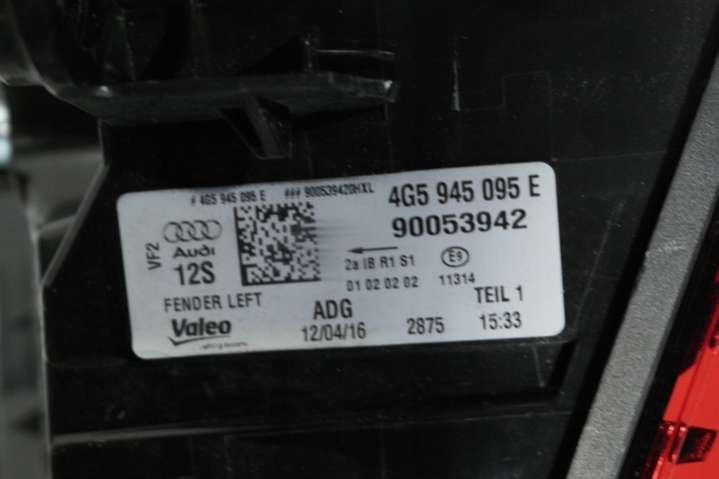 # 4G5 945 095 E ### 900539420HXL
4G5 945 095 E
90053942
VF2
Audi
12S
2a IB R1 S1
E9
01 02 02 02 11314
FENDER LEFT
ADG
TEIL 1
Valeo
12/04/16 2875 15:33